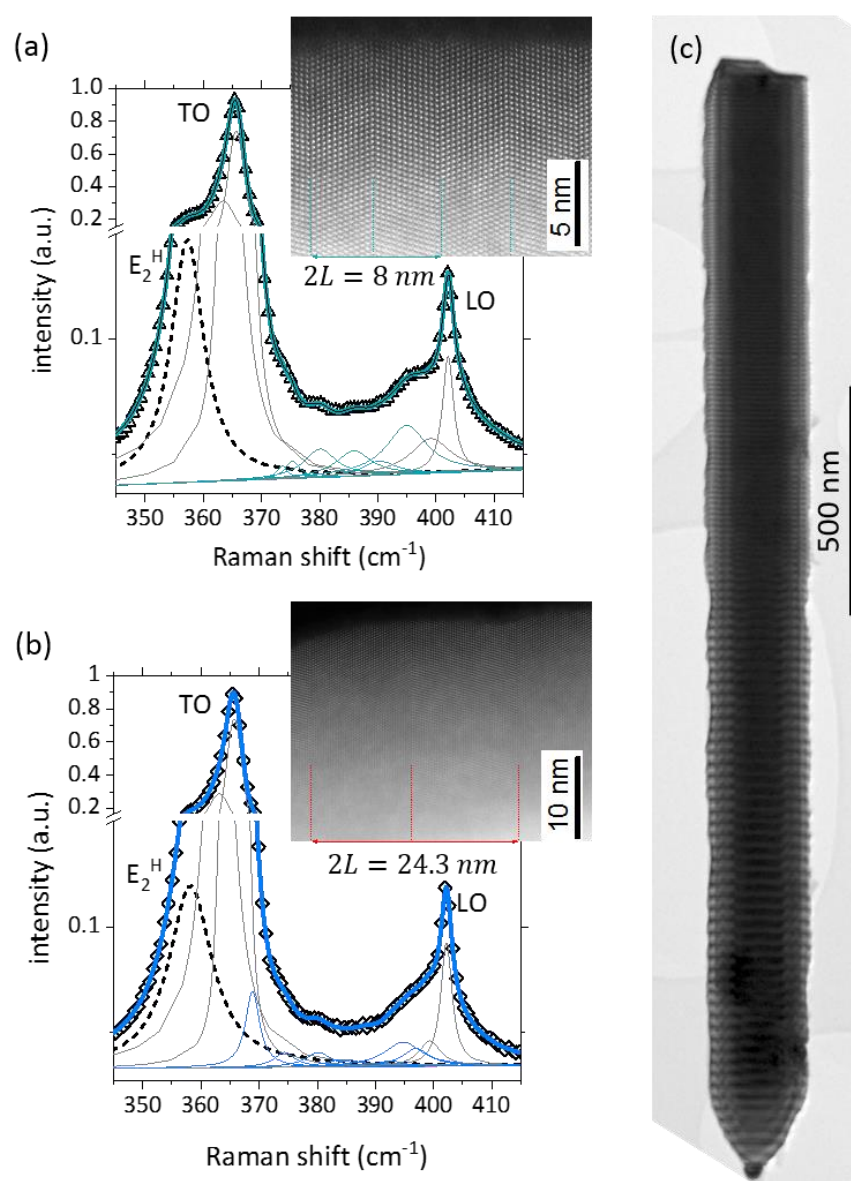 (a)
1.0
0.8
0.6
0.4
0.2
TO
E₂ᴴ
0.1
LO
intensity (a.u.)
5 nm
2L = 8 nm
350 360 370 380 390 400 410
Raman shift (cm⁻¹)
(b)
1
0.8
0.6
0.4
0.2
TO
E₂ᴴ
0.1
LO
intensity (a.u.)
10 nm
2L = 24.3 nm
350 360 370 380 390 400 410
Raman shift (cm⁻¹)
(c)
500 nm